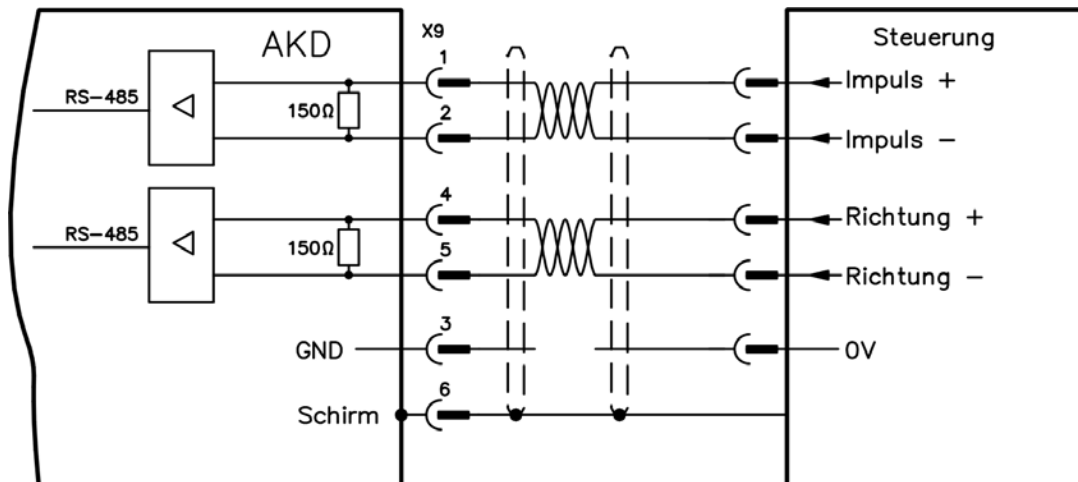 AKD
X9
Steuerung
1
RS-485
150Ω
Impuls +
2
Impuls -
4
RS-485
150Ω
Richtung +
5
Richtung -
3
GND
0V
6
Schirm